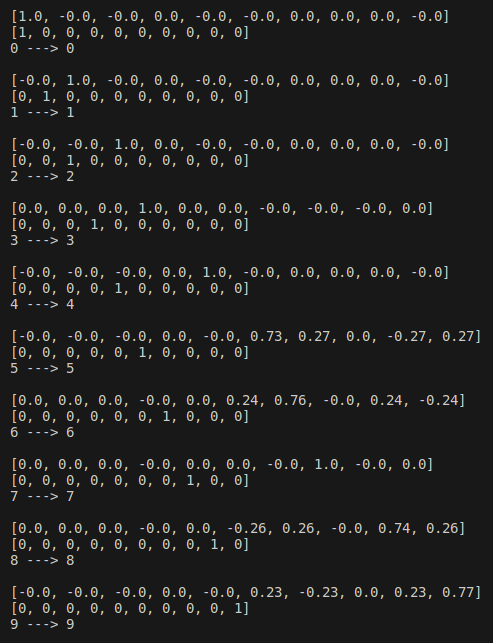 [1.0, -0.0, -0.0, 0.0, -0.0, -0.0, 0.0, 0.0, 0.0, -0.0]
[1, 0, 0, 0, 0, 0, 0, 0, 0, 0]
0 ---> 0
[-0.0, 1.0, -0.0, 0.0, -0.0, -0.0, 0.0, 0.0, 0.0, -0.0]
[0, 1, 0, 0, 0, 0, 0, 0, 0, 0]
1 ---> 1
[-0.0, -0.0, 1.0, 0.0, -0.0, -0.0, 0.0, 0.0, 0.0, -0.0]
[0, 0, 1, 0, 0, 0, 0, 0, 0, 0]
2 ---> 2
[0.0, 0.0, 0.0, 1.0, 0.0, 0.0, -0.0, -0.0, -0.0, 0.0]
[0, 0, 0, 1, 0, 0, 0, 0, 0, 0]
3 ---> 3
[-0.0, -0.0, -0.0, 0.0, 1.0, -0.0, 0.0, 0.0, 0.0, -0.0]
[0, 0, 0, 0, 1, 0, 0, 0, 0, 0]
4 ---> 4
[-0.0, -0.0, -0.0, 0.0, -0.0, 0.73, 0.27, 0.0, -0.27, 0.27]
[0, 0, 0, 0, 0, 1, 0, 0, 0, 0]
5 ---> 5
[0.0, 0.0, 0.0, -0.0, 0.0, 0.24, 0.76, -0.0, 0.24, -0.24]
[0, 0, 0, 0, 0, 0, 1, 0, 0, 0]
6 ---> 6
[0.0, 0.0, 0.0, -0.0, 0.0, 0.0, -0.0, 1.0, -0.0, 0.0]
[0, 0, 0, 0, 0, 0, 0, 1, 0, 0]
7 ---> 7
[0.0, 0.0, 0.0, -0.0, 0.0, -0.26, 0.26, -0.0, 0.74, 0.26]
[0, 0, 0, 0, 0, 0, 0, 0, 1, 0]
8 ---> 8
[-0.0, -0.0, -0.0, 0.0, -0.0, 0.23, -0.23, 0.0, 0.23, 0.77]
[0, 0, 0, 0, 0, 0, 0, 0, 0, 1]
9 ---> 9